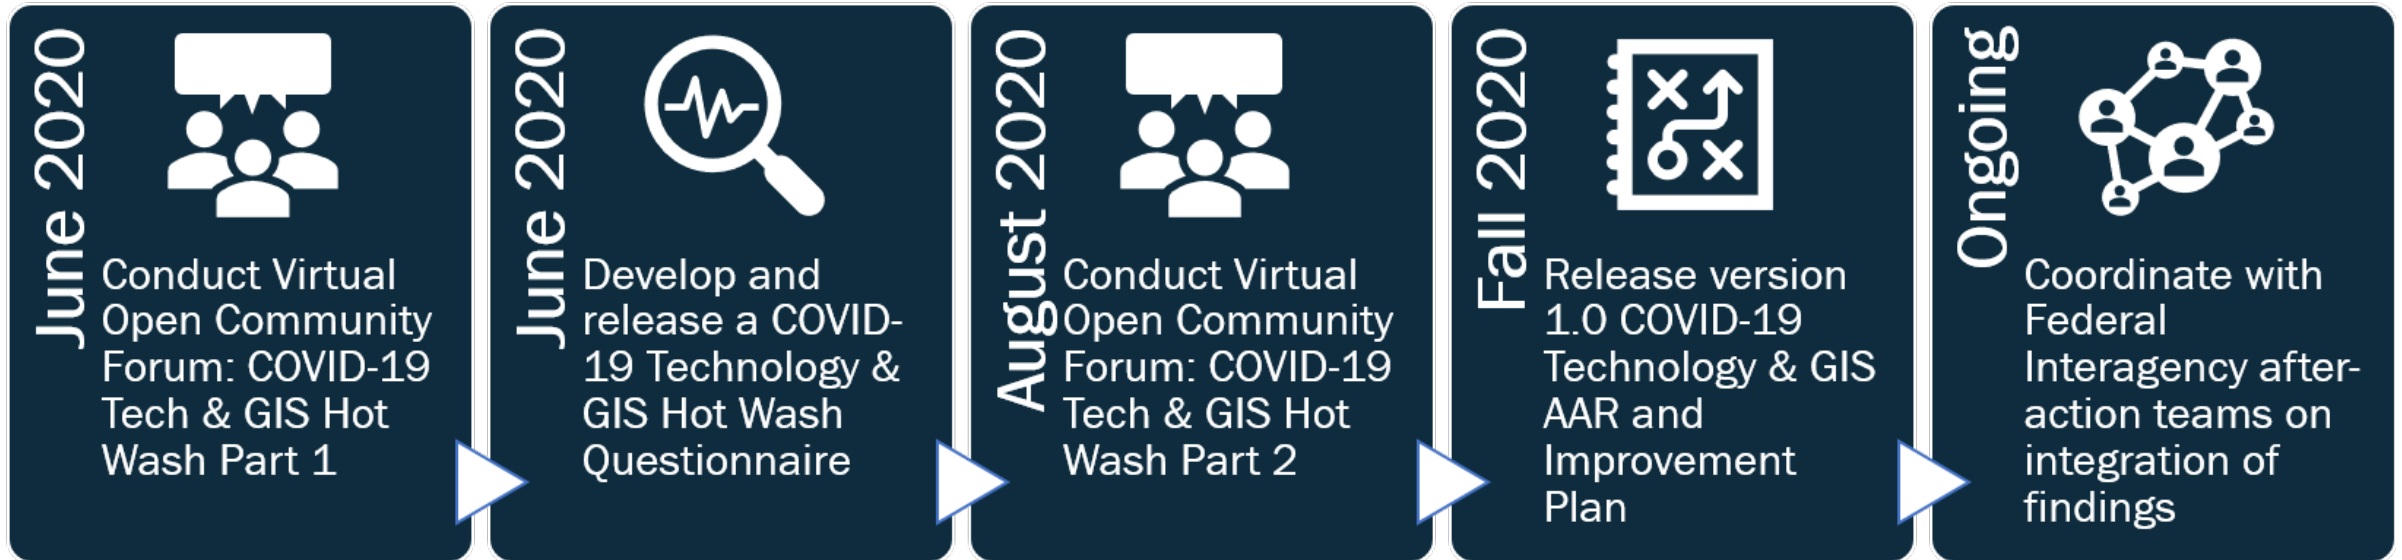 June 2020
Conduct Virtual
Open Community
Forum: COVID-19
Tech & GIS Hot
Wash Part 1
June 2020
Develop and
release a COVID-
19 Technology &
GIS Hot Wash
Questionnaire
August 2020
Conduct Virtual
Open Community
Forum: COVID-19
Tech & GIS Hot
Wash Part 2
Fall 2020
Release version
1.0 COVID-19
Technology & GIS
AAR and
Improvement
Plan
Ongoing
Coordinate with
Federal
Interagency after-
action teams on
integration of
findings